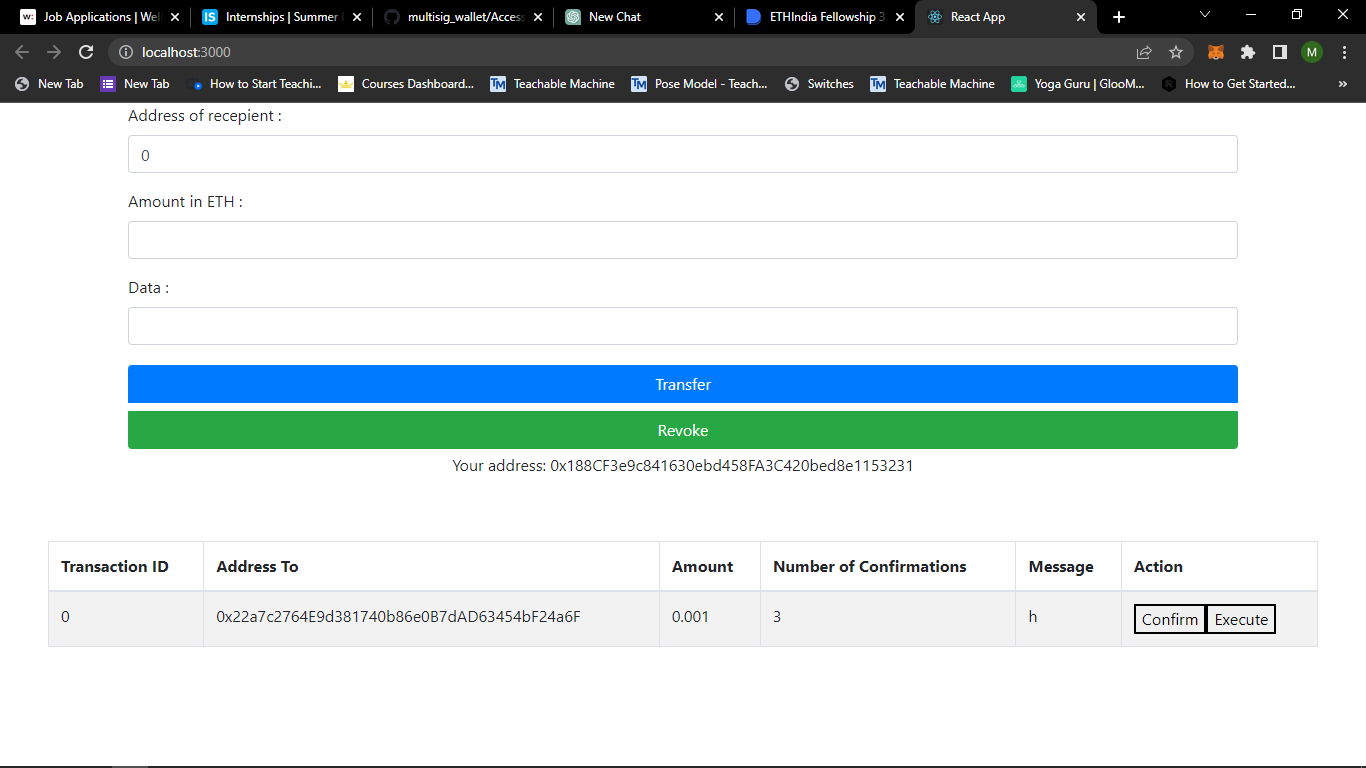 Job Applications | Wel
Internships | Summer
multisig_wallet/Access
New Chat
ETHIndia Fellowship 3.
React App
localhost:3000
M
New Tab
New Tab
How to Start Teachi...
Courses Dashboard...
Teachable Machine
Pose Model - Teach...
Switches
Teachable Machine
Yoga Guru | GlooM...
How to Get Started...
Address of recepient :
0
Amount in ETH :
Data :
Transfer
Revoke
Your address: 0x188CF3e9c841630ebd458FA3C420bed8e1153231
Transaction ID Address To Amount Number of Confirmations Message Action
0 0x22a7c2764E9d381740b86e0B7dAD63454bF24a6F 0.001 3 h Confirm Execute